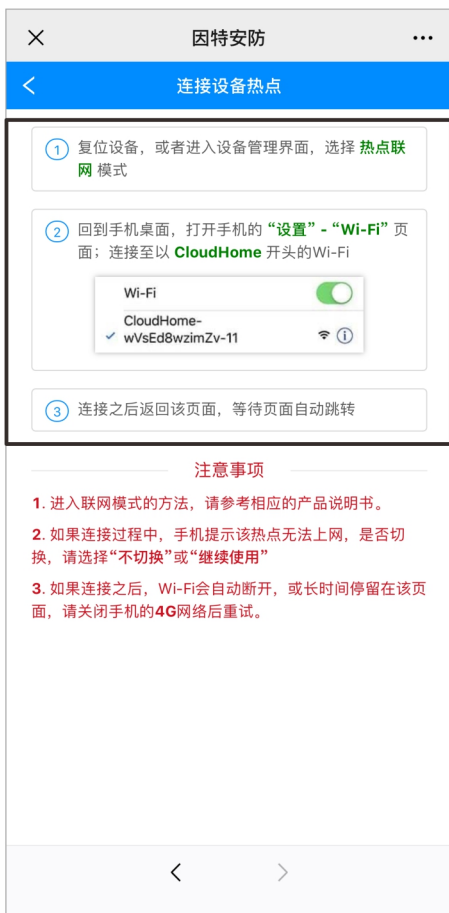 因特安防
连接设备热点
1 复位设备，或者进入设备管理界面，选择 热点联
网 模式
2 回到手机桌面，打开手机的 “设置” - “Wi-Fi” 页
面；连接至以 CloudHome 开头的Wi-Fi
Wi-Fi
CloudHome-
wVsEd8wzimZv-11
3 连接之后返回该页面，等待页面自动跳转
注意事项
1. 进入联网模式的方法，请参考相应的产品说明书。
2. 如果连接过程中，手机提示该热点无法上网，是否切
换，请选择“不切换”或“继续使用”
3. 如果连接之后，Wi-Fi会自动断开，或长时间停留在该页
面，请关闭手机的4G网络后重试。